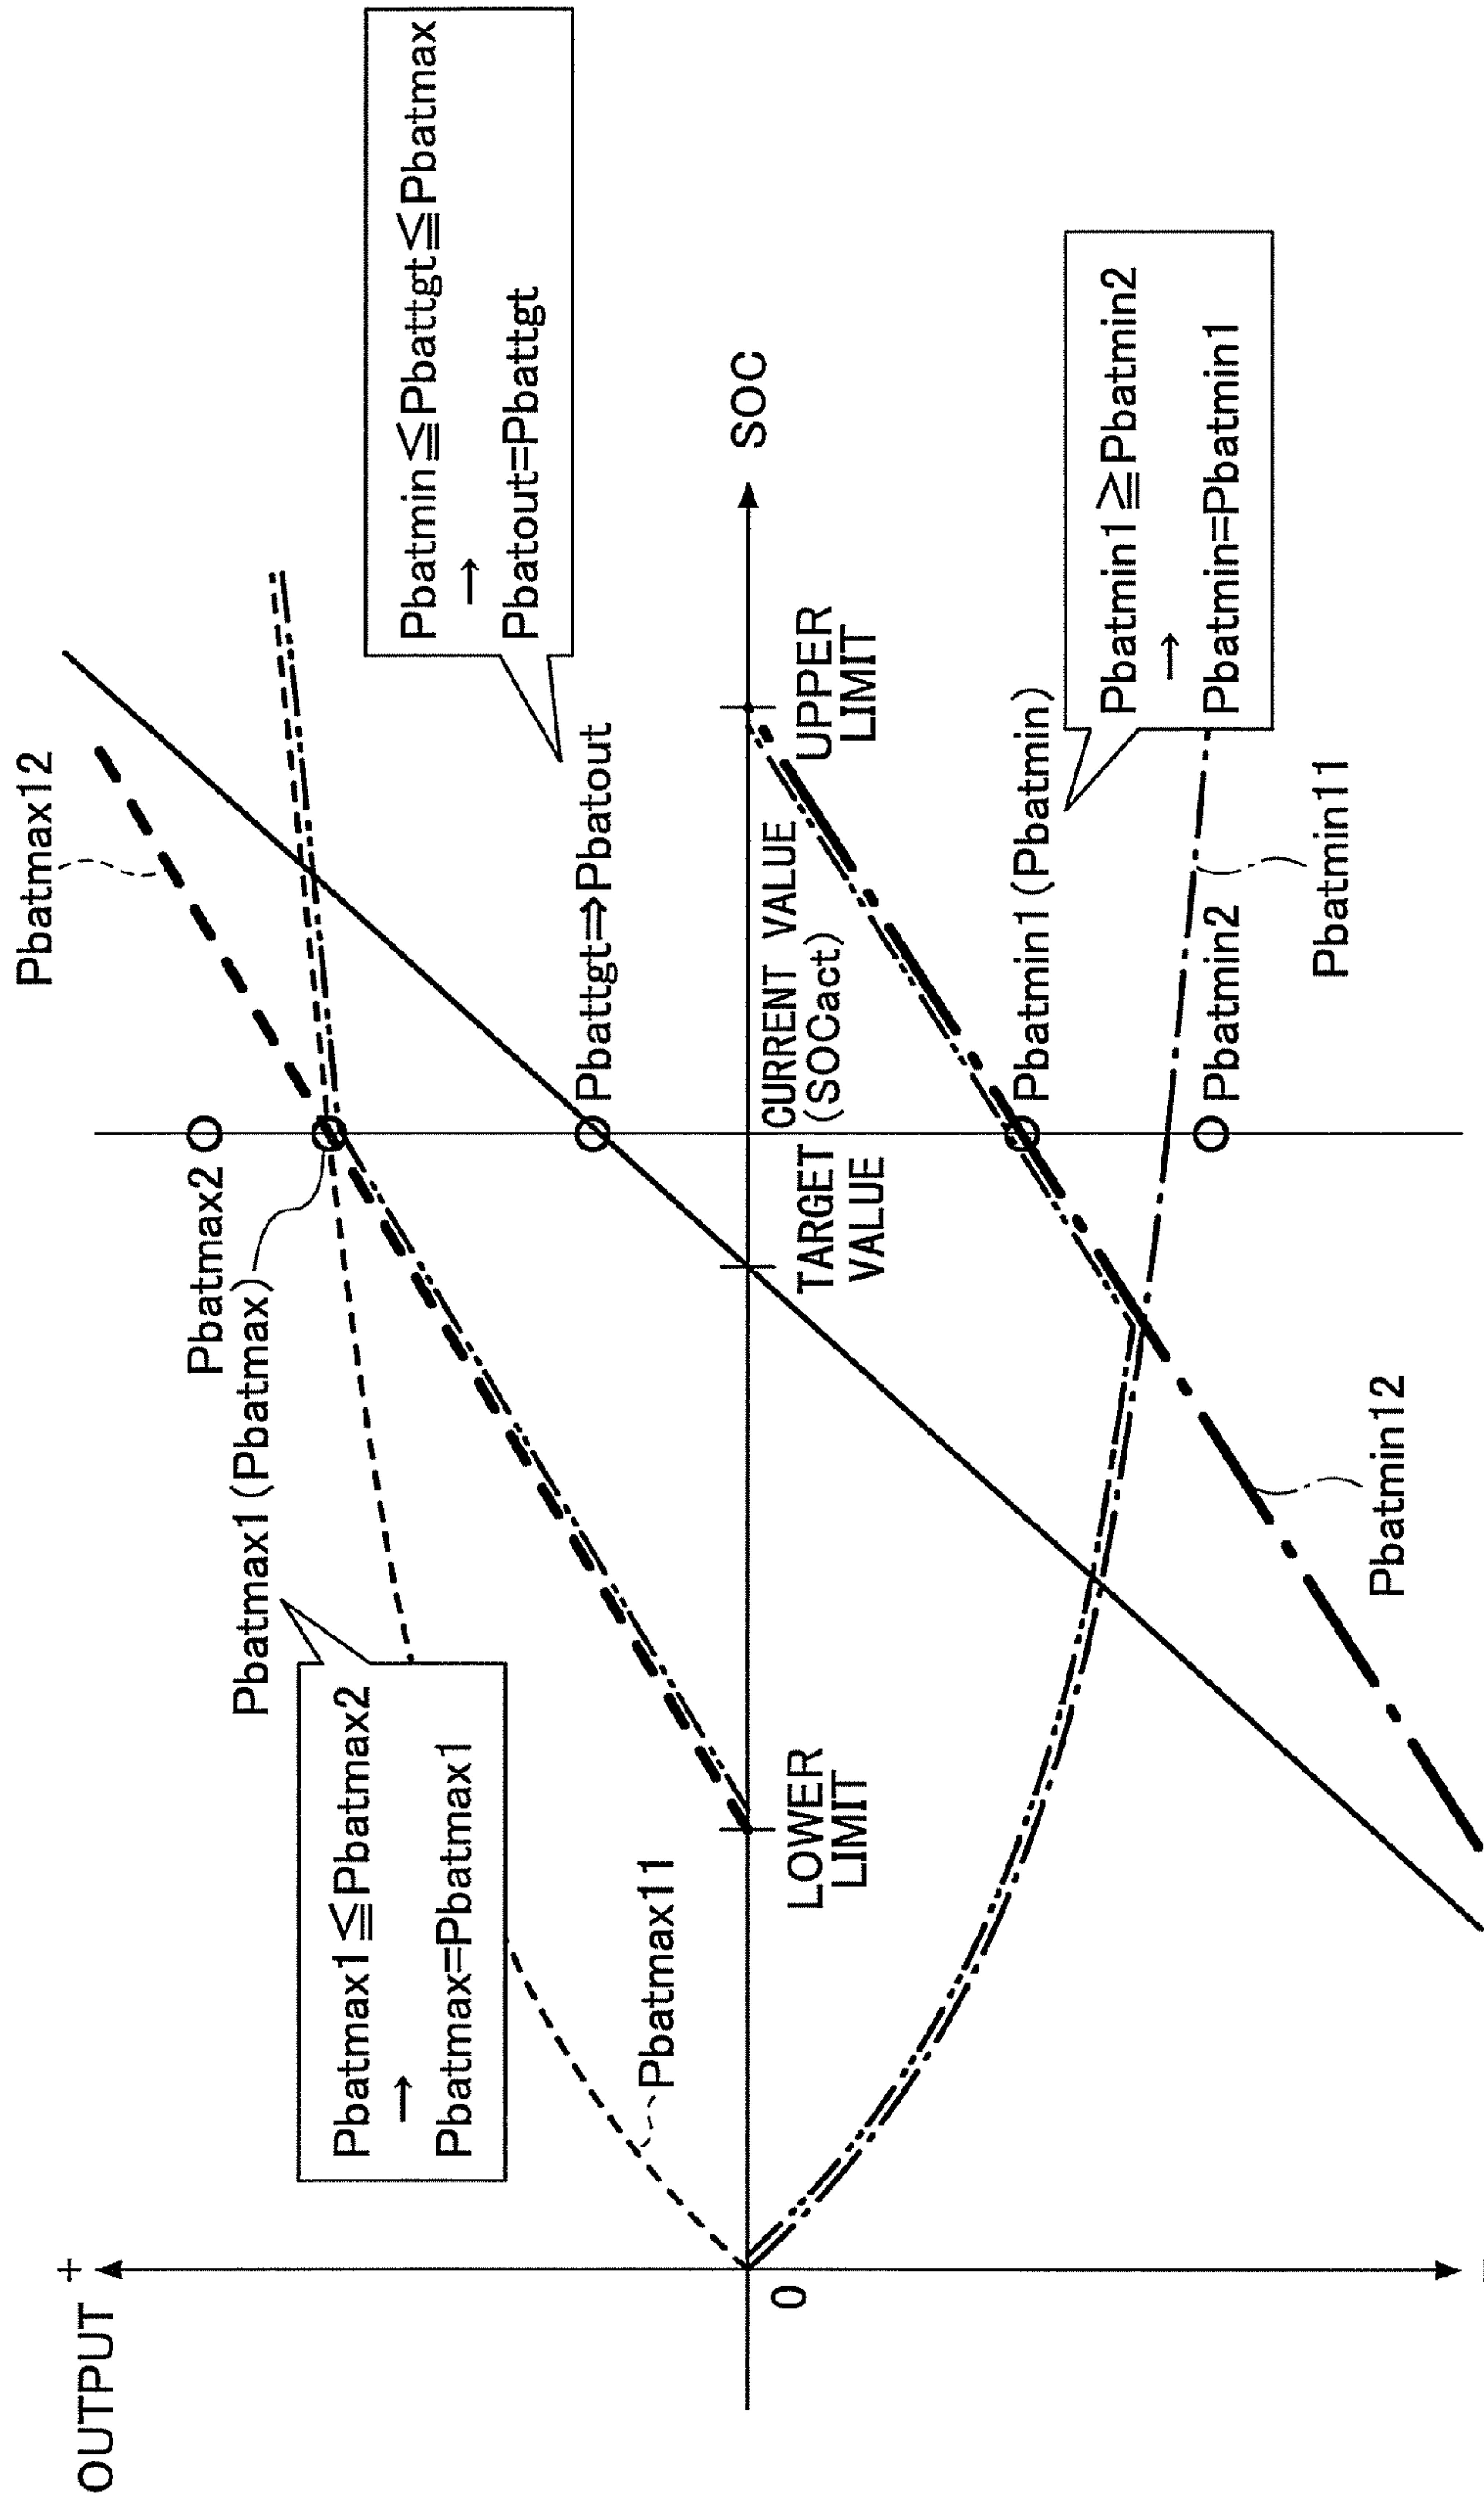 OUTPUT +
Pbatmax12
Pbatmax2
Pbatmax1(Pbatmax)
Pbatmax1≦Pbatmax2
→
Pbatmax=Pbatmax1
Pbatmin≦Pbattgt≦Pbatmax
→
Pbatout=Pbattgt
Pbattgt⇒Pbatout
Pbatmax11
SOC
0
LOWER
LIMIT
TARGET
VALUE
CURRENT VALUE
(SOCact)
UPPER
LIMIT
Pbatmin1(Pbatmin)
Pbatmin1≧Pbatmin2
→
Pbatmin=Pbatmin1
Pbatmin2
Pbatmin11
Pbatmin12
-